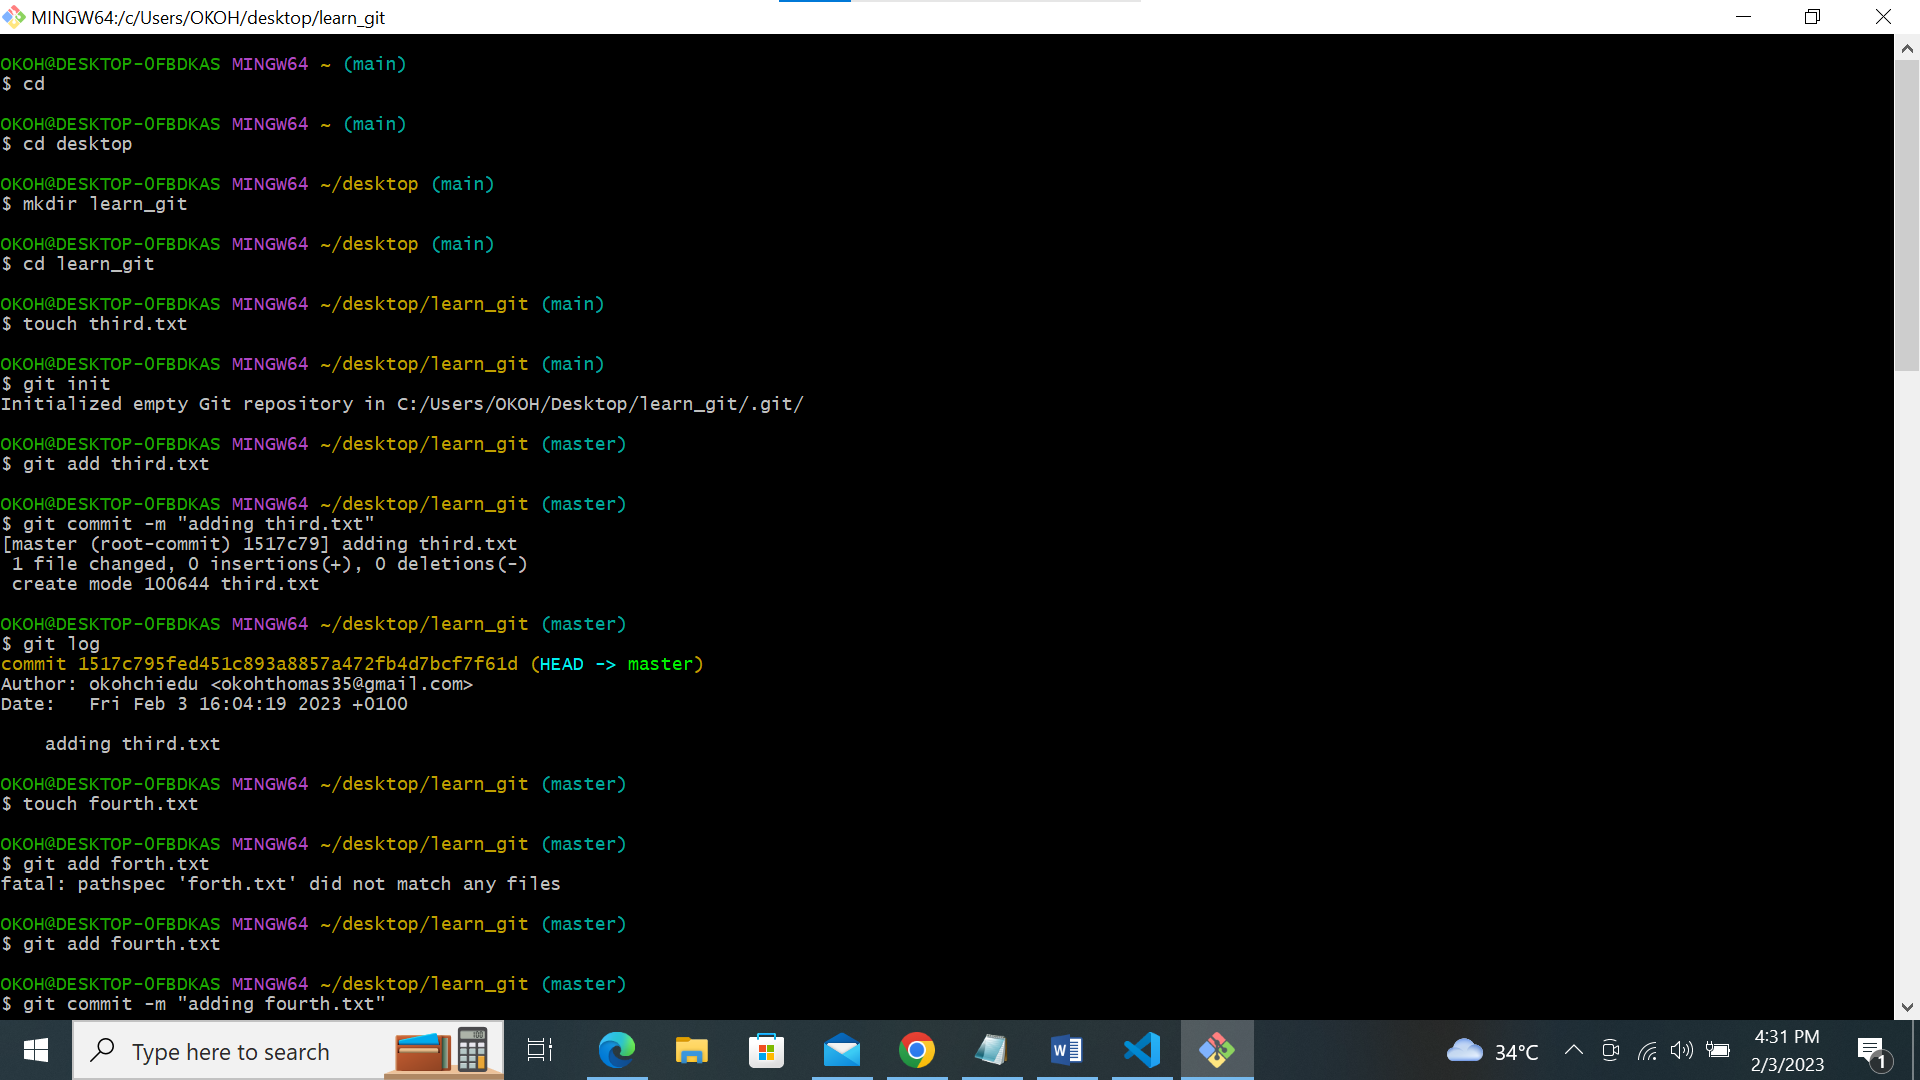 MINGW64:/c/Users/OKOH/desktop/learn_git
OKOH@DESKTOP-OFBDKAS MINGW64 ~ (main)
$ cd
OKOH@DESKTOP-OFBDKAS MINGW64 ~ (main)
$ cd desktop
OKOH@DESKTOP-OFBDKAS MINGW64 ~/desktop (main)
$ mkdir learn_git
OKOH@DESKTOP-OFBDKAS MINGW64 ~/desktop (main)
$ cd learn_git
OKOH@DESKTOP-OFBDKAS MINGW64 ~/desktop/learn_git (main)
$ touch third.txt
OKOH@DESKTOP-OFBDKAS MINGW64 ~/desktop/learn_git (main)
$ git init
Initialized empty Git repository in C:/Users/OKOH/Desktop/learn_git/.git/
OKOH@DESKTOP-OFBDKAS MINGW64 ~/desktop/learn_git (master)
$ git add third.txt
OKOH@DESKTOP-OFBDKAS MINGW64 ~/desktop/learn_git (master)
$ git commit -m "adding third.txt"
[master (root-commit) 1517c79] adding third.txt
 1 file changed, 0 insertions(+), 0 deletions(-)
 create mode 100644 third.txt
OKOH@DESKTOP-OFBDKAS MINGW64 ~/desktop/learn_git (master)
$ git log
commit 1517c795fed451c893a8857a472fb4d7bcf7f61d (HEAD -> master)
Author: okohchiedu <okohthomas35@gmail.com>
Date:   Fri Feb 3 16:04:19 2023 +0100
    adding third.txt
OKOH@DESKTOP-OFBDKAS MINGW64 ~/desktop/learn_git (master)
$ touch fourth.txt
OKOH@DESKTOP-OFBDKAS MINGW64 ~/desktop/learn_git (master)
$ git add forth.txt
fatal: pathspec 'forth.txt' did not match any files
OKOH@DESKTOP-OFBDKAS MINGW64 ~/desktop/learn_git (master)
$ git add fourth.txt
OKOH@DESKTOP-OFBDKAS MINGW64 ~/desktop/learn_git (master)
$ git commit -m "adding fourth.txt"
Type here to search
34°C
4:31 PM
2/3/2023
1